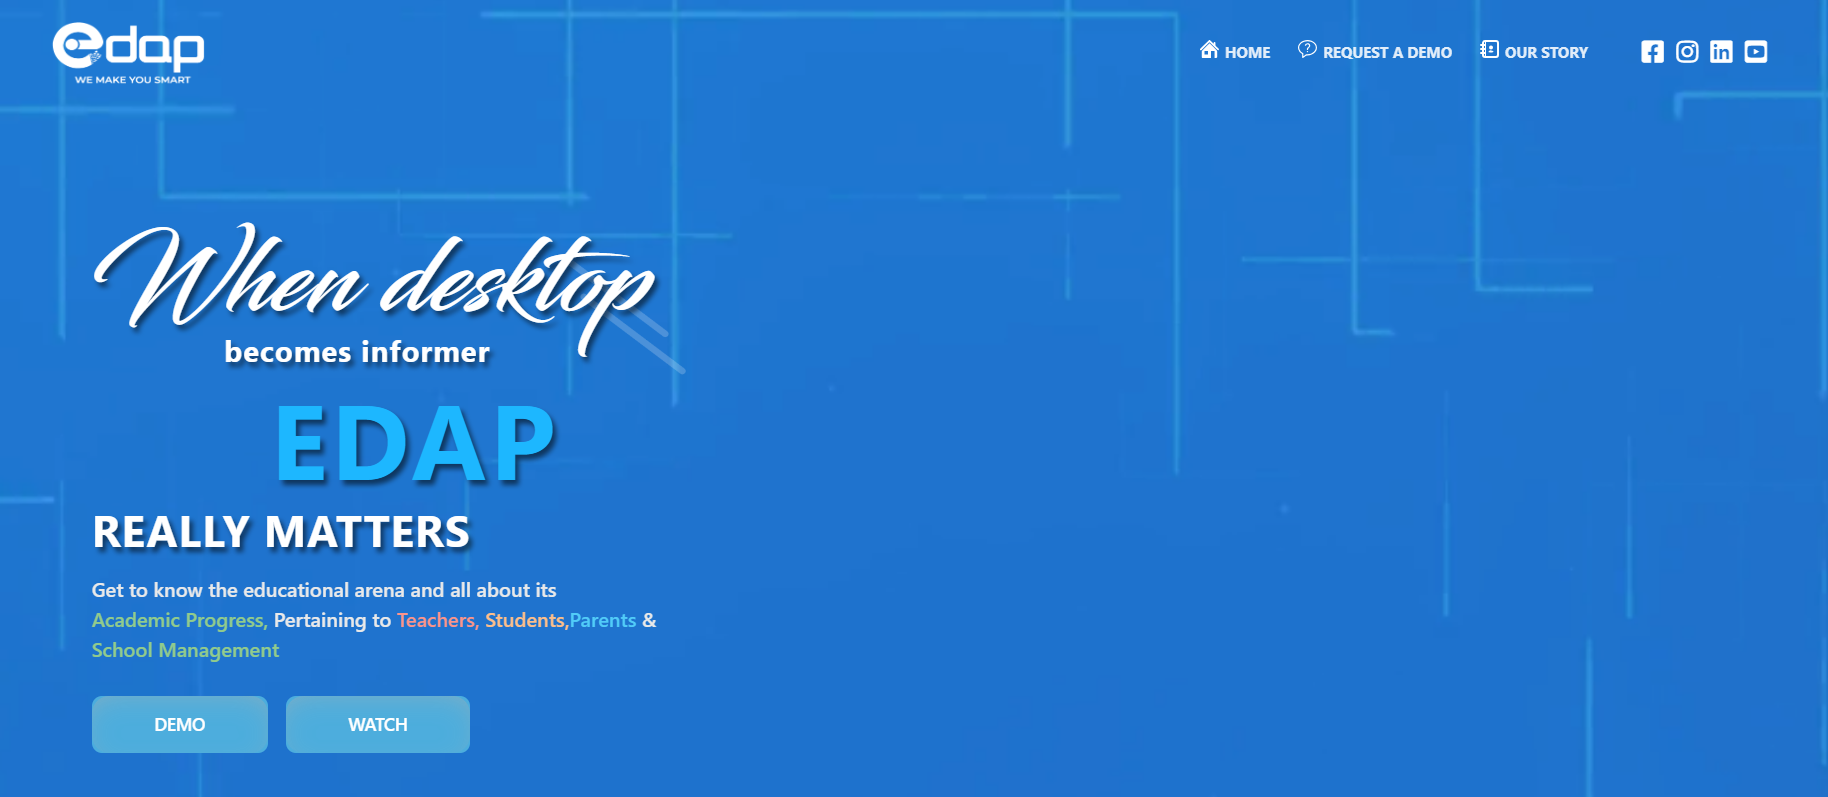 edap
WE MAKE YOU SMART
HOME
REQUEST A DEMO
OUR STORY
When desktop
becomes informer
EDAP
REALLY MATTERS
Get to know the educational arena and all about its
Academic Progress, Pertaining to Teachers, Students,Parents &
School Management
DEMO
WATCH